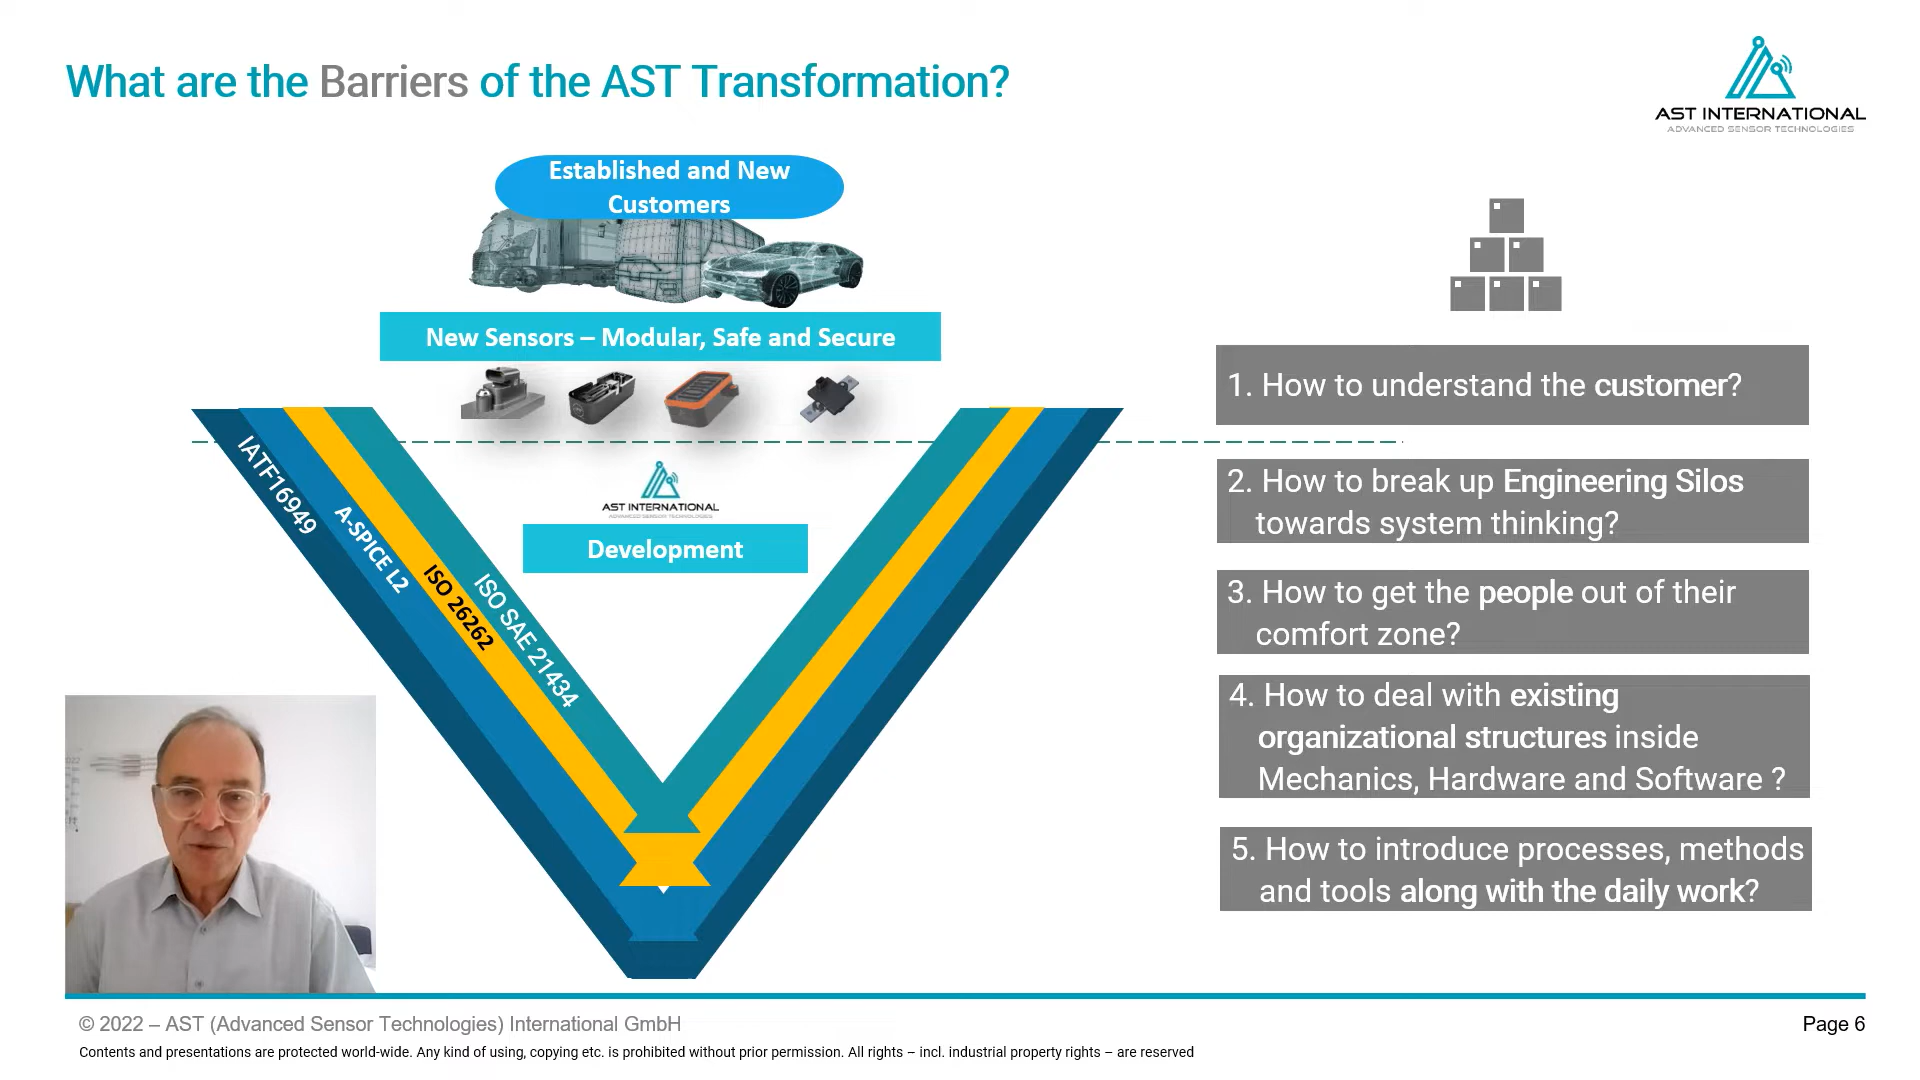 What are the Barriers of the AST Transformation?
AST INTERNATIONAL
ADVANCED SENSOR TECHNOLOGIES
Established and New
Customers
New Sensors – Modular, Safe and Secure
IATF16949
A-SPICE L2
ISO 26262
ISO SAE 21434
AST INTERNATIONAL
ADVANCED SENSOR TECHNOLOGIES
Development
1. How to understand the customer?
2. How to break up Engineering Silos
towards system thinking?
3. How to get the people out of their
comfort zone?
4. How to deal with existing
organizational structures inside
Mechanics, Hardware and Software ?
5. How to introduce processes, methods
and tools along with the daily work?
© 2022 – AST (Advanced Sensor Technologies) International GmbH
Page 6
Contents and presentations are protected world-wide. Any kind of using, copying etc. is prohibited without prior permission. All rights – incl. industrial property rights – are reserved